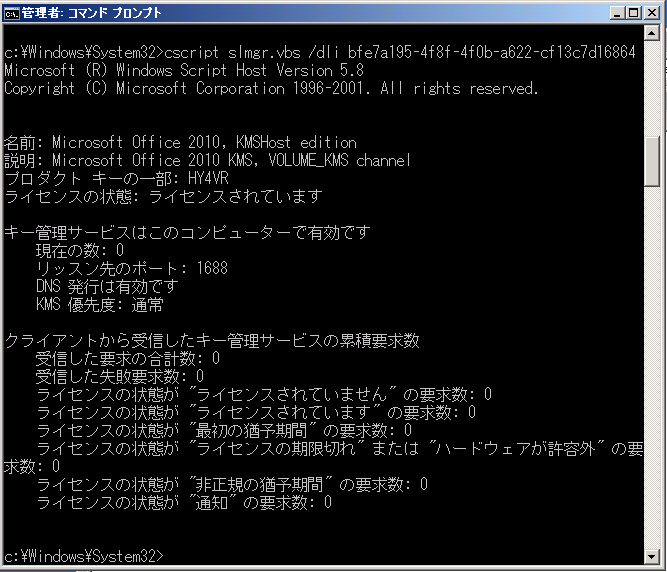 管理者: コマンド プロンプト
c:¥Windows¥System32>cscript slmgr.vbs /dli bfe7a195-4f8f-4f0b-a622-cf13c7d16864
Microsoft (R) Windows Script Host Version 5.8
Copyright (C) Microsoft Corporation 1996-2001. All rights reserved.
名前: Microsoft Office 2010, KMSHost edition
説明: Microsoft Office 2010 KMS, VOLUME_KMS channel
プロダクト キーの一部: HY4VR
ライセンスの状態: ライセンスされています
キー管理サービスはこのコンピューターで有効です
現在の数: 0
リッスン先のポート: 1688
DNS 発行は有効です
KMS 優先度: 通常
クライアントから受信したキー管理サービスの累積要求数
受信した要求の合計数: 0
受信した失敗要求数: 0
ライセンスの状態が "ライセンスされていません" の要求数: 0
ライセンスの状態が "ライセンスされています" の要求数: 0
ライセンスの状態が "最初の猶予期間" の要求数: 0
ライセンスの状態が "ライセンスの期限切れ" または "ハードウェアが許容外" の要
求数: 0
ライセンスの状態が "非正規の猶予期間" の要求数: 0
ライセンスの状態が "通知" の要求数: 0
c:¥Windows¥System32>